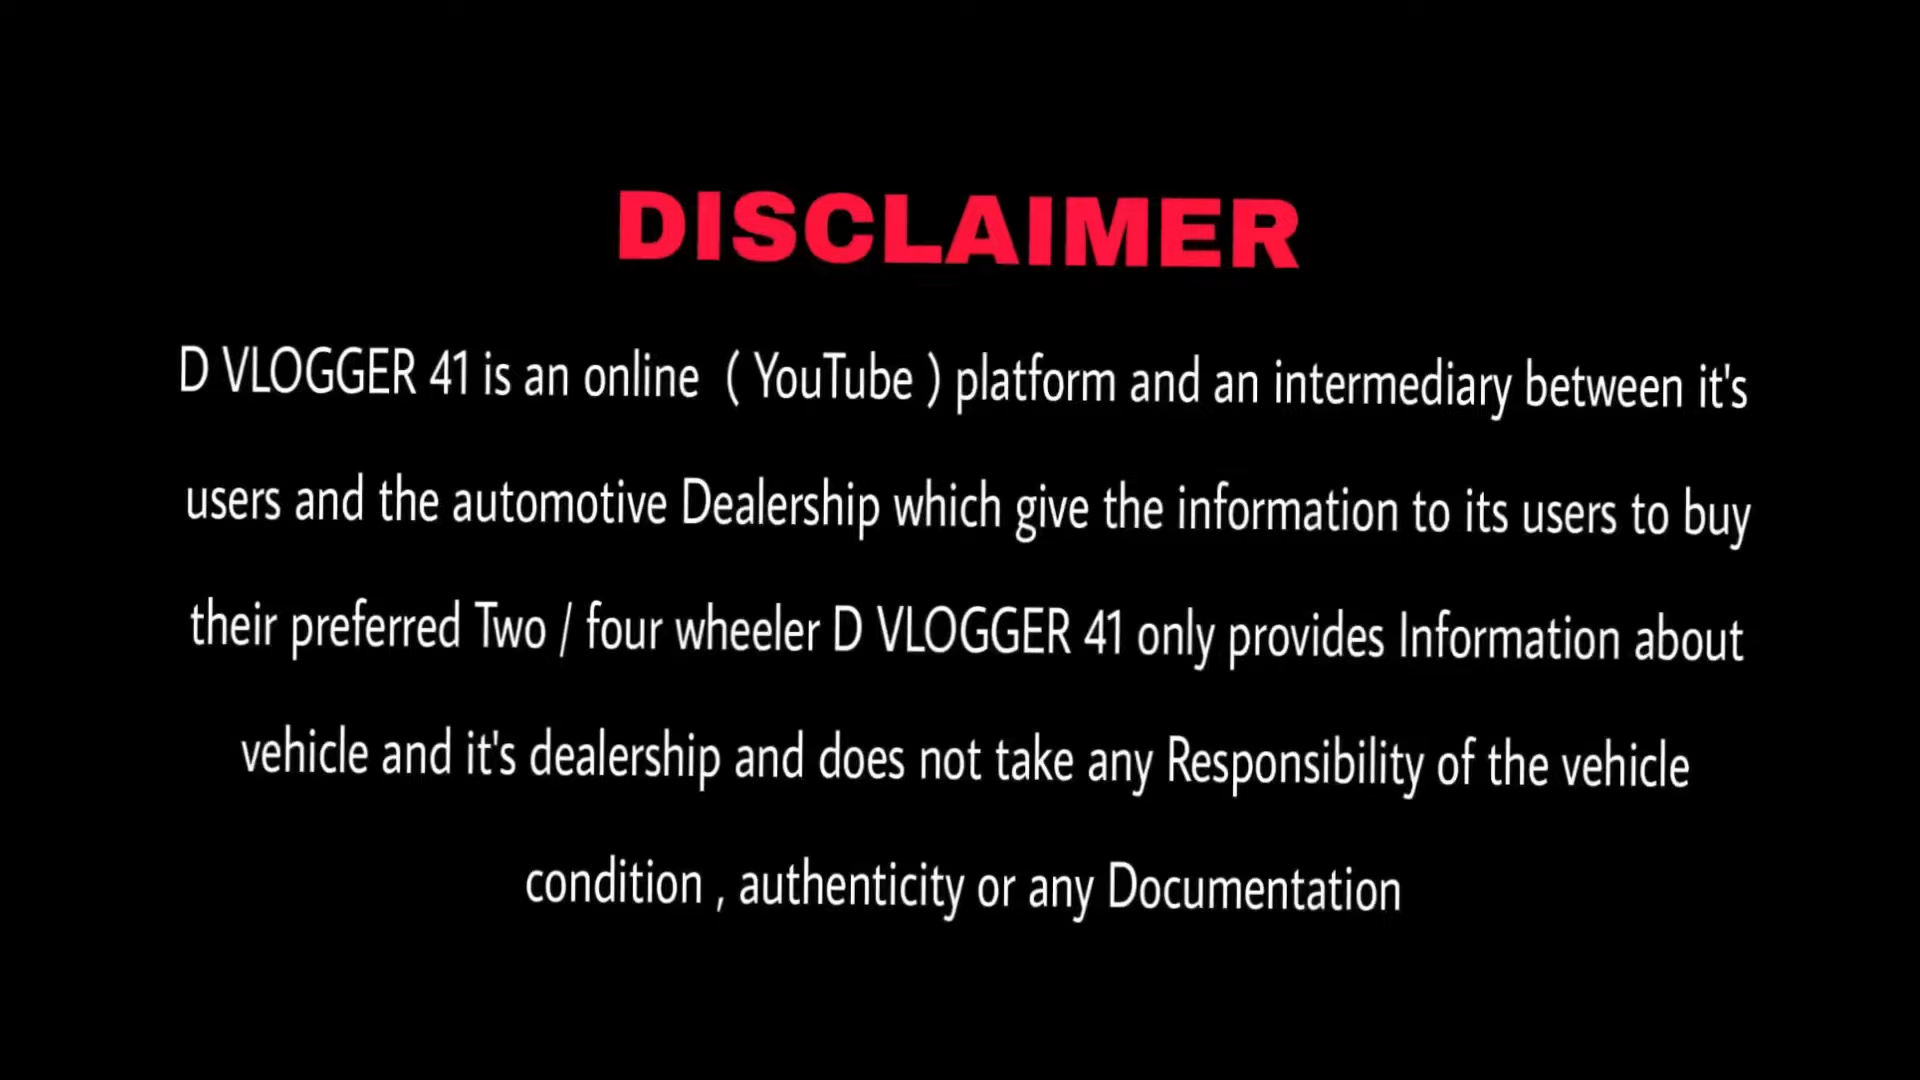 DISCLAIMER
D VLOGGER 41 is an online ( YouTube ) platform and an intermediary between it's
users and the automotive Dealership which give the information to its users to buy
their preferred Two / four wheeler D VLOGGER 41 only provides Information about
vehicle and it's dealership and does not take any Responsibility of the vehicle
condition , authenticity or any Documentation